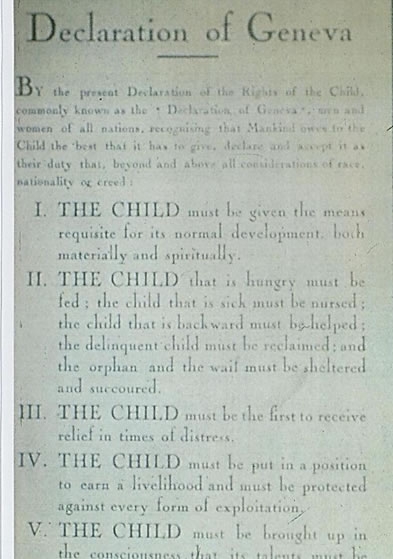 Declaration of Geneva
BY the present Declaration of the Rights of the Child,
commonly known as the " Declaration of Geneva ", men and
women of all nations, recognising that Mankind owes to the
Child the best that it has to give, declare and accept it as
their duty that, beyond and above all considerations of race,
nationality or creed :
I. THE CHILD must be given the means
requisite for its normal development, both
materially and spiritually.
II. THE CHILD that is hungry must be
fed ; the child that is sick must be nursed ;
the child that is backward must be helped ;
the delinquent child must be reclaimed ; and
the orphan and the waif must be sheltered
and succoured.
III. THE CHILD must be the first to receive
relief in times of distress.
IV. THE CHILD must be put in a position
to earn a livelihood and must be protected
against every form of exploitation.
V. THE CHILD must be brought up in
the consciousness that its talents must be